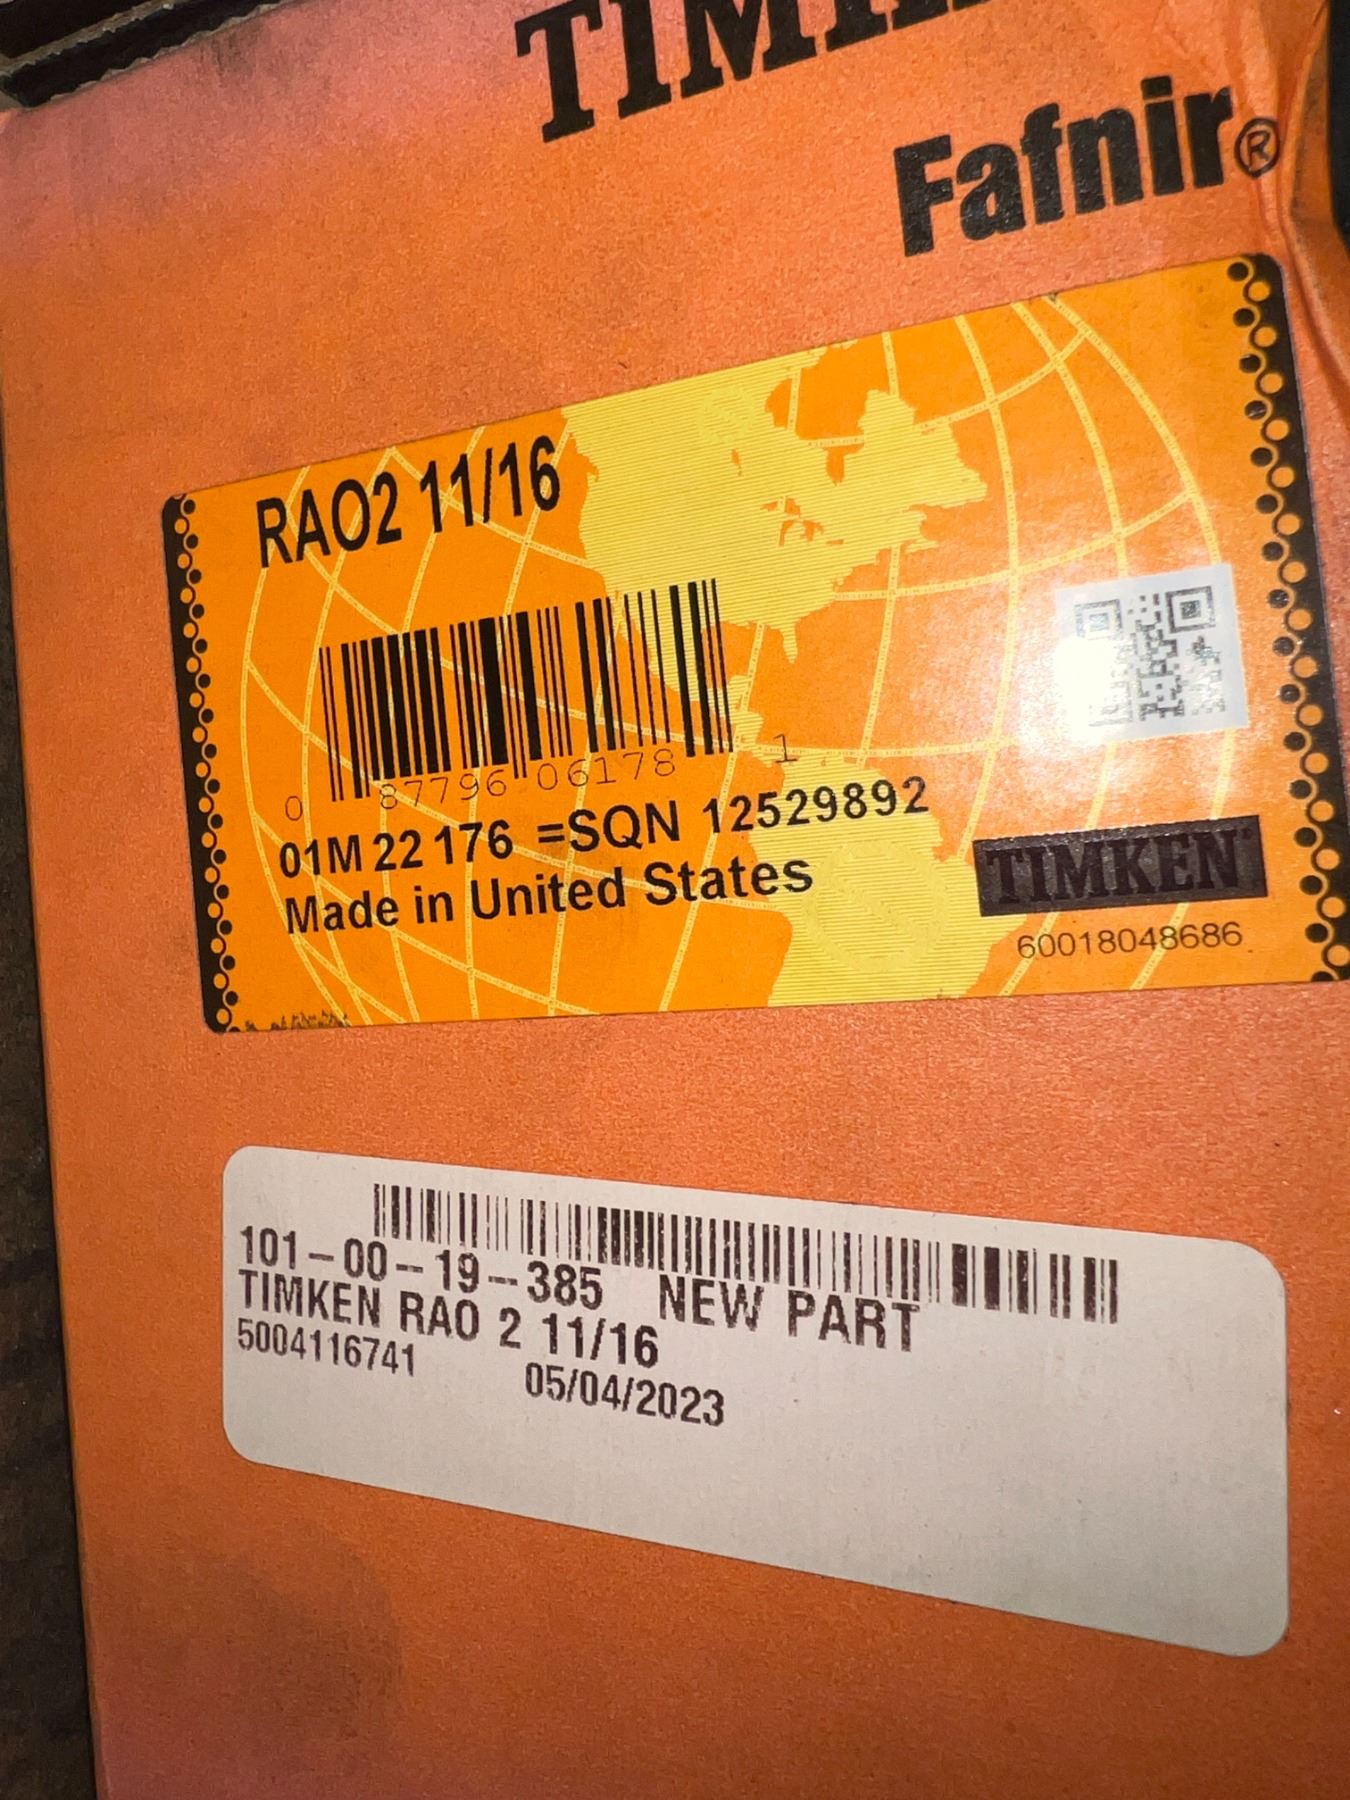 Fafnir®
RAO2 11/16
0 87796 06178 1
01M 22 176 =SQN 12529892
Made in United States
TIMKEN
60018048686
101-00-19-385 NEW PART
TIMKEN RAO 2 11/16
5004116741 05/04/2023